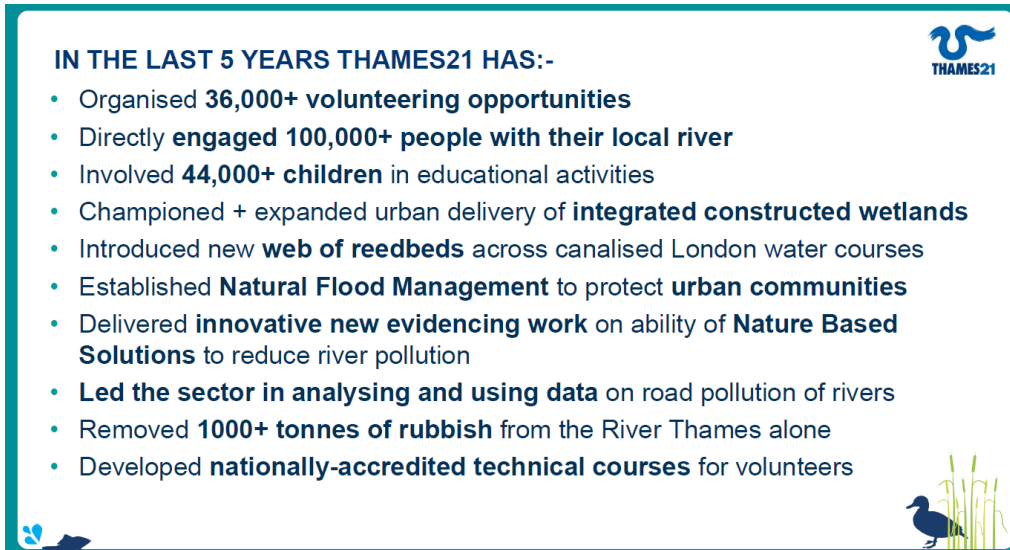 IN THE LAST 5 YEARS THAMES21 HAS:-
THAMES21
• Organised 36,000+ volunteering opportunities
• Directly engaged 100,000+ people with their local river
• Involved 44,000+ children in educational activities
• Championed + expanded urban delivery of integrated constructed wetlands
• Introduced new web of reedbeds across canalised London water courses
• Established Natural Flood Management to protect urban communities
• Delivered innovative new evidencing work on ability of Nature Based
Solutions to reduce river pollution
• Led the sector in analysing and using data on road pollution of rivers
• Removed 1000+ tonnes of rubbish from the River Thames alone
• Developed nationally-accredited technical courses for volunteers